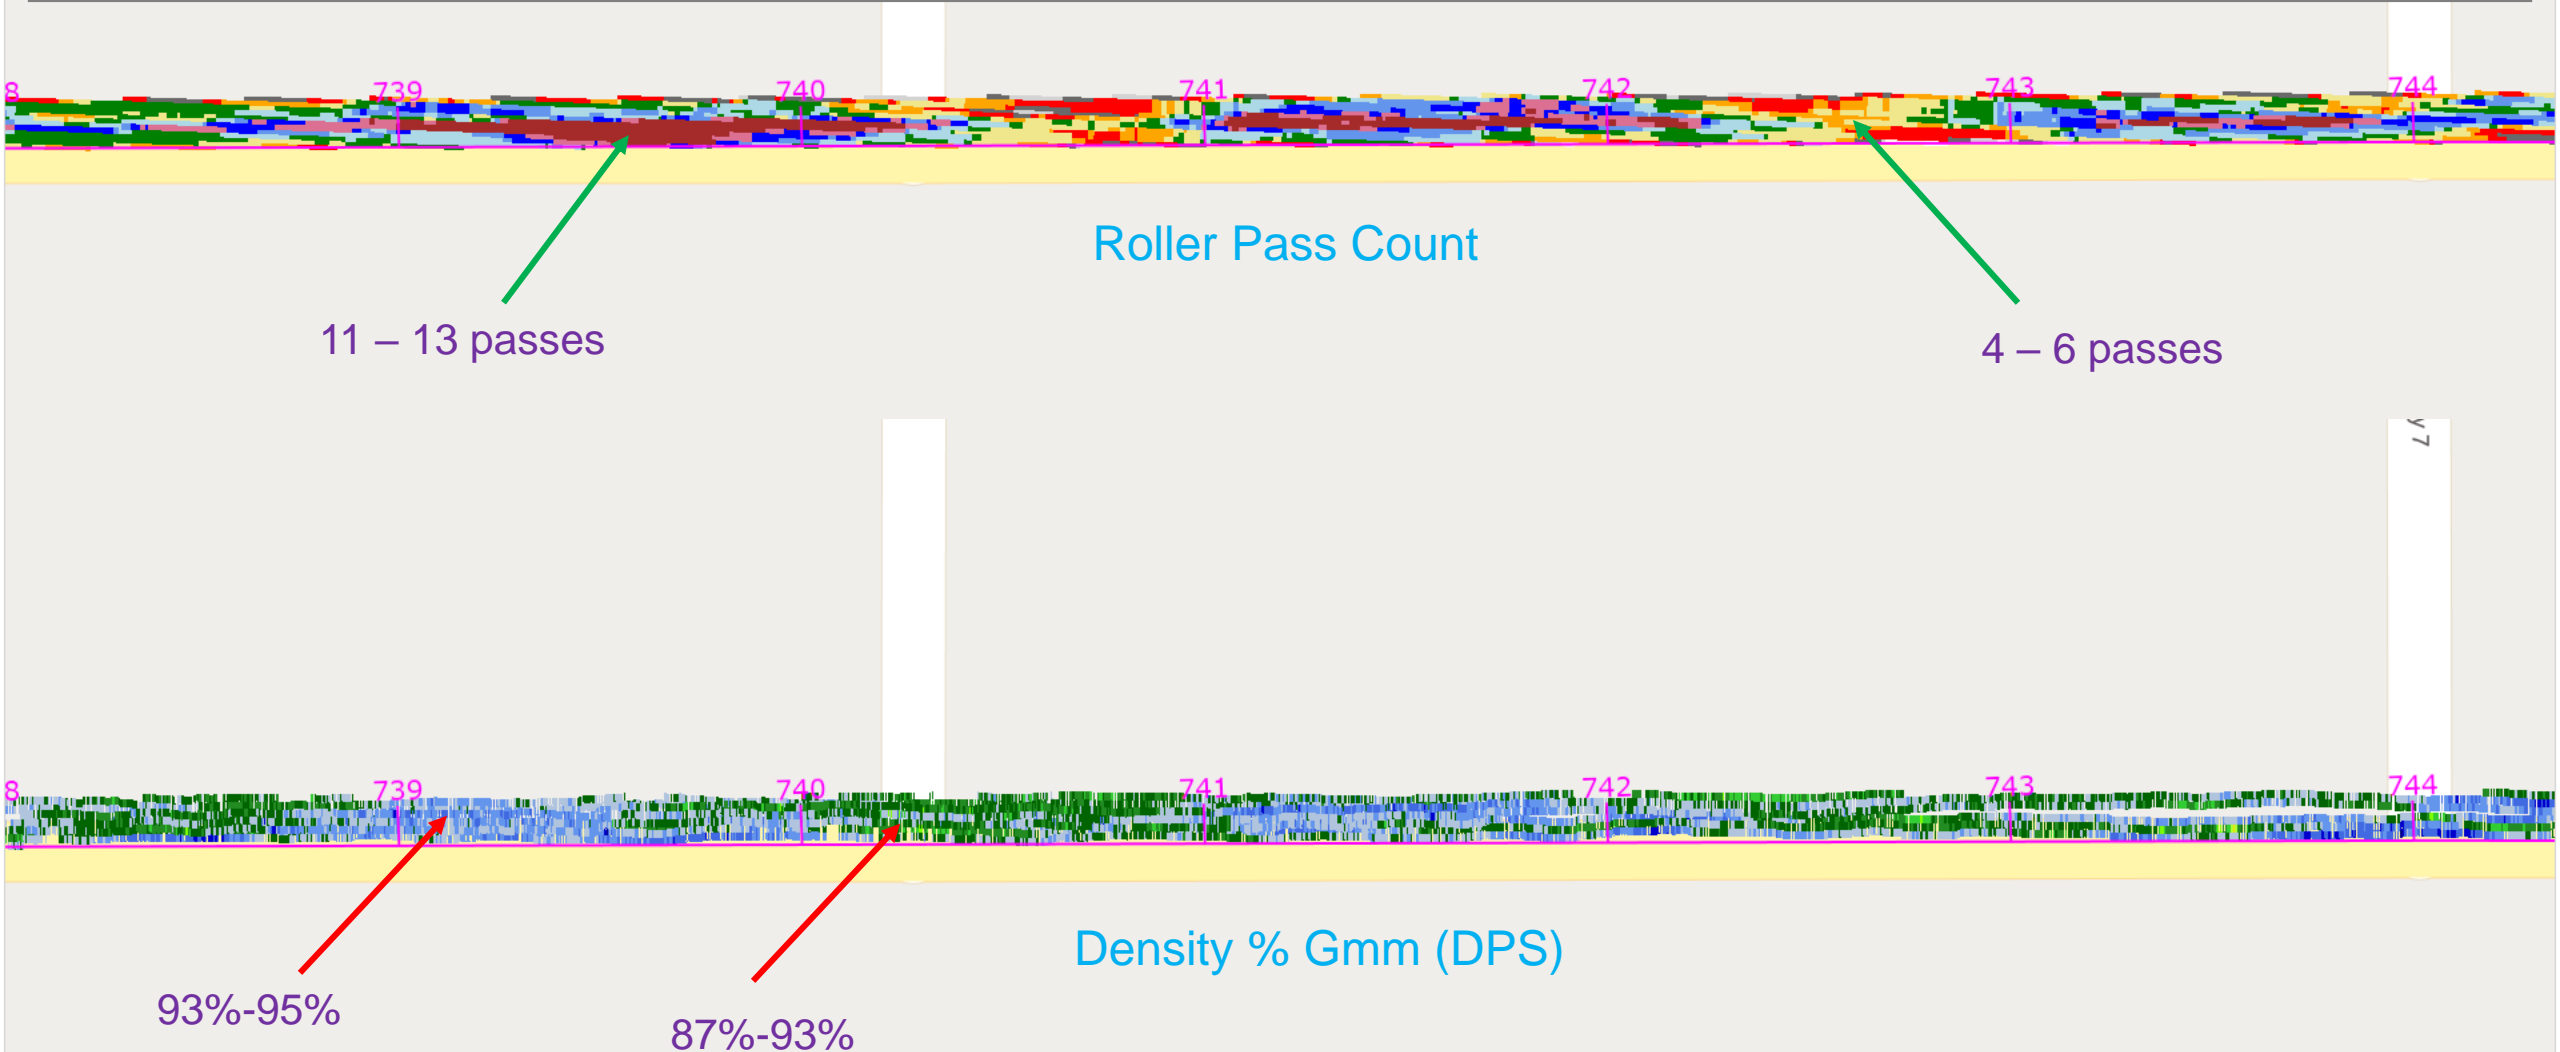 8 739 740 741 742 743 744
Roller Pass Count
11 – 13 passes
4 – 6 passes
y 7
8 739 740 741 742 743 744
Density % Gmm (DPS)
93%-95%
87%-93%